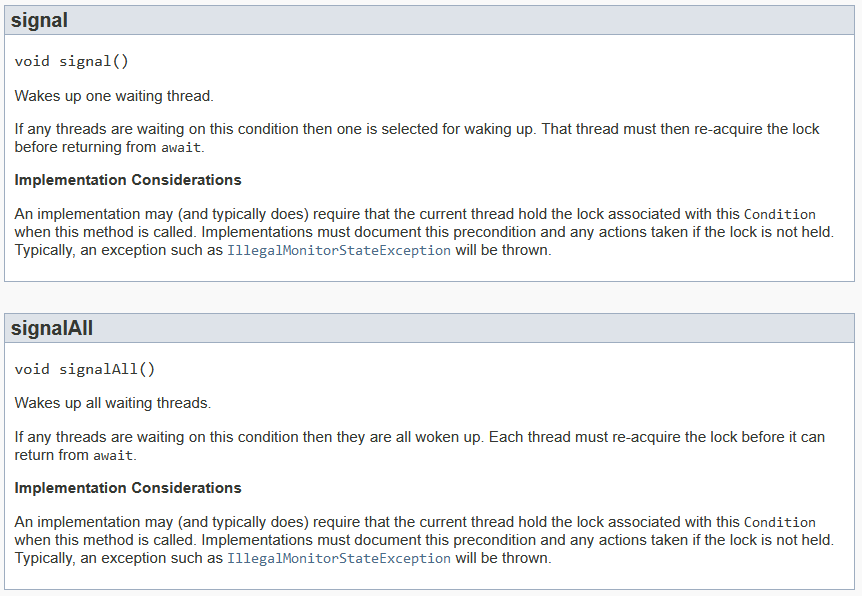 signal
void signal()
Wakes up one waiting thread.
If any threads are waiting on this condition then one is selected for waking up. That thread must then re-acquire the lock
before returning from await.
Implementation Considerations
An implementation may (and typically does) require that the current thread hold the lock associated with this Condition
when this method is called. Implementations must document this precondition and any actions taken if the lock is not held.
Typically, an exception such as IllegalMonitorStateException will be thrown.
signalAll
void signalAll()
Wakes up all waiting threads.
If any threads are waiting on this condition then they are all woken up. Each thread must re-acquire the lock before it can
return from await.
Implementation Considerations
An implementation may (and typically does) require that the current thread hold the lock associated with this Condition
when this method is called. Implementations must document this precondition and any actions taken if the lock is not held.
Typically, an exception such as IllegalMonitorStateException will be thrown.